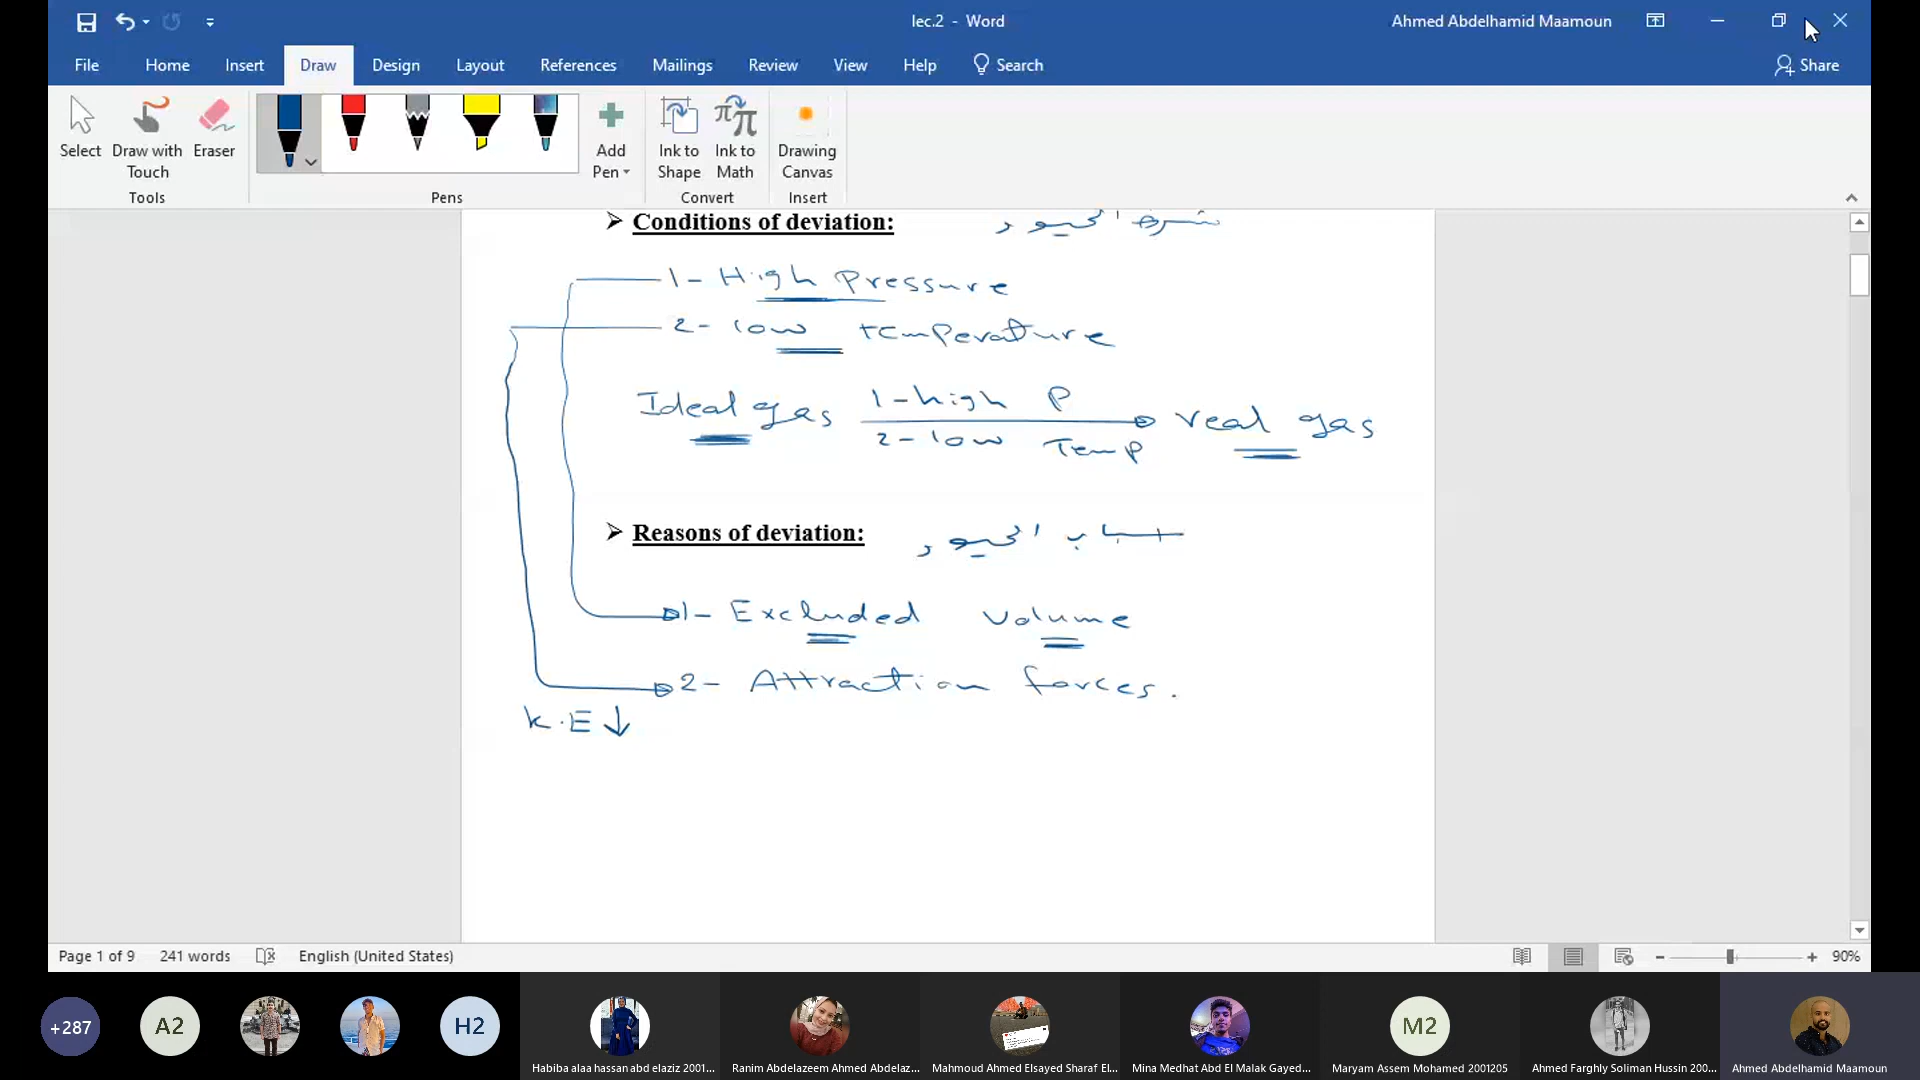 lec.2 - Word
Ahmed Abdelhamid Maamoun
File Home Insert Draw Design Layout References Mailings Review View Help Search Share
Select
Draw with Touch
Eraser
Add Pen
Ink to Shape
Ink to Math
Drawing Canvas
Tools Pens Convert Insert
➢ Conditions of deviation: شروط الحيود
1- High Pressure
2- low temperature
Ideal gas 1-high P real gas
2-low Temp
➢ Reasons of deviation: اسباب الحيود
1- Excluded volume
2- Attraction forces.
K.E ↓
Page 1 of 9 241 words English (United States) 90%
+287 A2 H2 M2
Habiba alaa hassan abd elaziz 2001... Ranim Abdelazeem Ahmed Abdelaz... Mahmoud Ahmed Elsayed Sharaf El... Mina Medhat Abd El Malak Gayed... Maryam Assem Mohamed 2001205 Ahmed Farghly Soliman Hussin 200... Ahmed Abdelhamid Maamoun